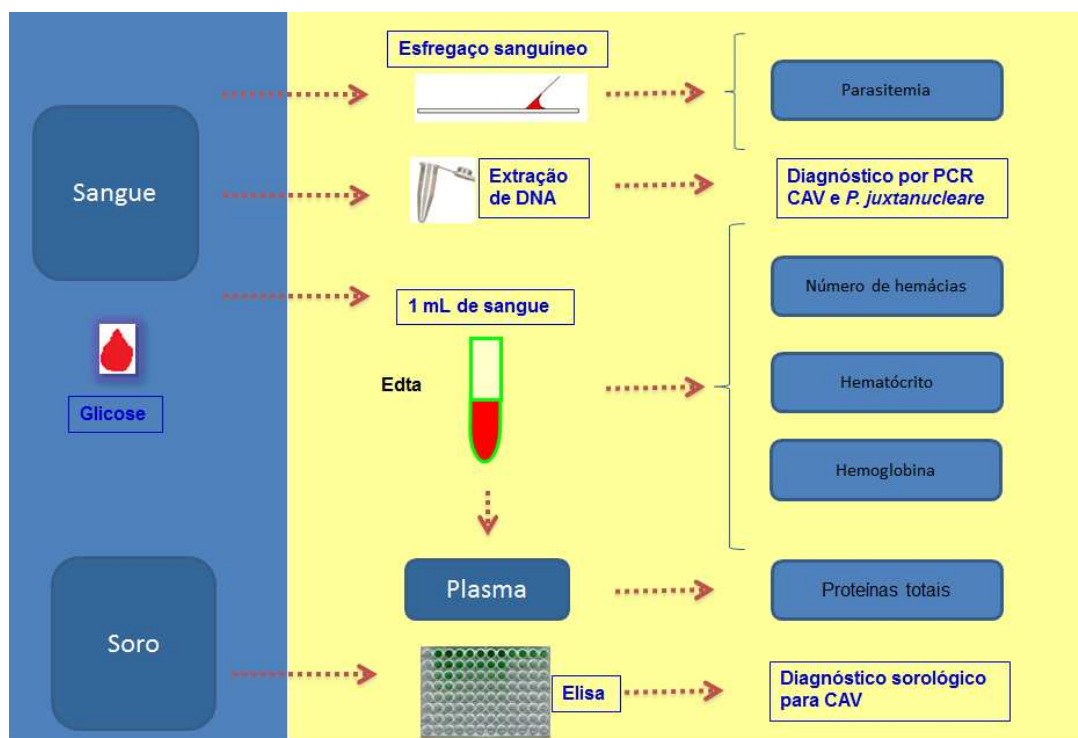 Esfregaço sanguíneo
Parasitemia
Sangue
Extração
de DNA
Diagnóstico por PCR
CAV e P. juxtanucleare
1 mL de sangue
Número de hemácias
Edta
Hematócrito
Glicose
Hemoglobina
Plasma
Proteínas totais
Soro
Elisa
Diagnóstico sorológico
para CAV